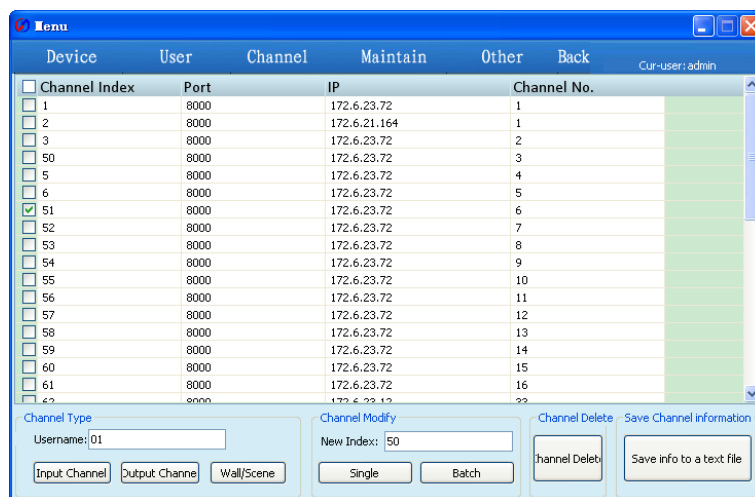 Menu
Device User Channel Maintain Other Back Cur-user: admin
Channel Index Port IP Channel No.
1 8000 172.6.23.72 1
2 8000 172.6.21.164 1
3 8000 172.6.23.72 2
50 8000 172.6.23.72 3
5 8000 172.6.23.72 4
6 8000 172.6.23.72 5
51 8000 172.6.23.72 6
52 8000 172.6.23.72 7
53 8000 172.6.23.72 8
54 8000 172.6.23.72 9
55 8000 172.6.23.72 10
56 8000 172.6.23.72 11
57 8000 172.6.23.72 12
58 8000 172.6.23.72 13
59 8000 172.6.23.72 14
60 8000 172.6.23.72 15
61 8000 172.6.23.72 16
62 8000 172.6.23.12 33
Channel Type Channel Modify Channel Delete Save Channel information
Username: 01 New Index: 50
Input Channel Output Channe Wall/Scene Single Batch hannel Delet Save info to a text file